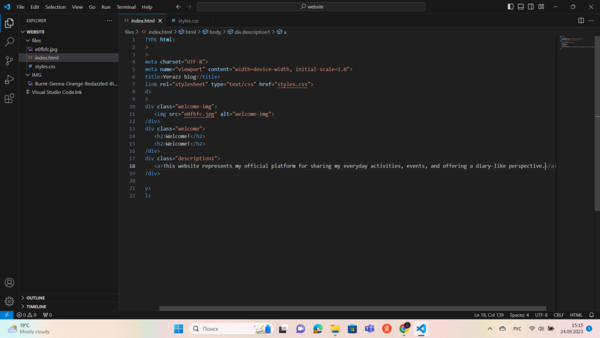 File Edit Selection View Go Run Terminal Help
website
EXPLORER
index.html
styles.css
WEBSITE
files
e0fbfc.jpg
index.html
styles.css
IMG
Burnt-Sienna-Orange-Redazzled-Bl...
Visual Studio Code.lnk
files > index.html > html > body > div.description1 > a
1 TYPE html>
2 >
3 >
4 meta charset="UTF-8">
5 meta name="viewport" content="width=device-width, initial-scale=1.0">
6 title>Yerazz blog</title>
7 link rel="stylesheet" type="text/css" href="styles.css">
8 d>
9 >
10 div class="welcome-img">
11 <img src="e0fbfc.jpg" alt="welcome-img">
12 /div>
13 div class="welcome">
14 <h2>Welcome!</h2>
15 <h2>Welcome!</h2>
16 /div>
17 div class="description1">
18 <a>This website represents my official platform for sharing my everyday activities, events, and offering a diary-like perspective.</a>
19 /div>
20
21 y>
22 l>
OUTLINE
TIMELINE
0 0 0
Ln 18, Col 139 Spaces: 4 UTF-8 CRLF HTML
19°C
Mostly cloudy
Поиск
РУС
15:15
24.09.2023